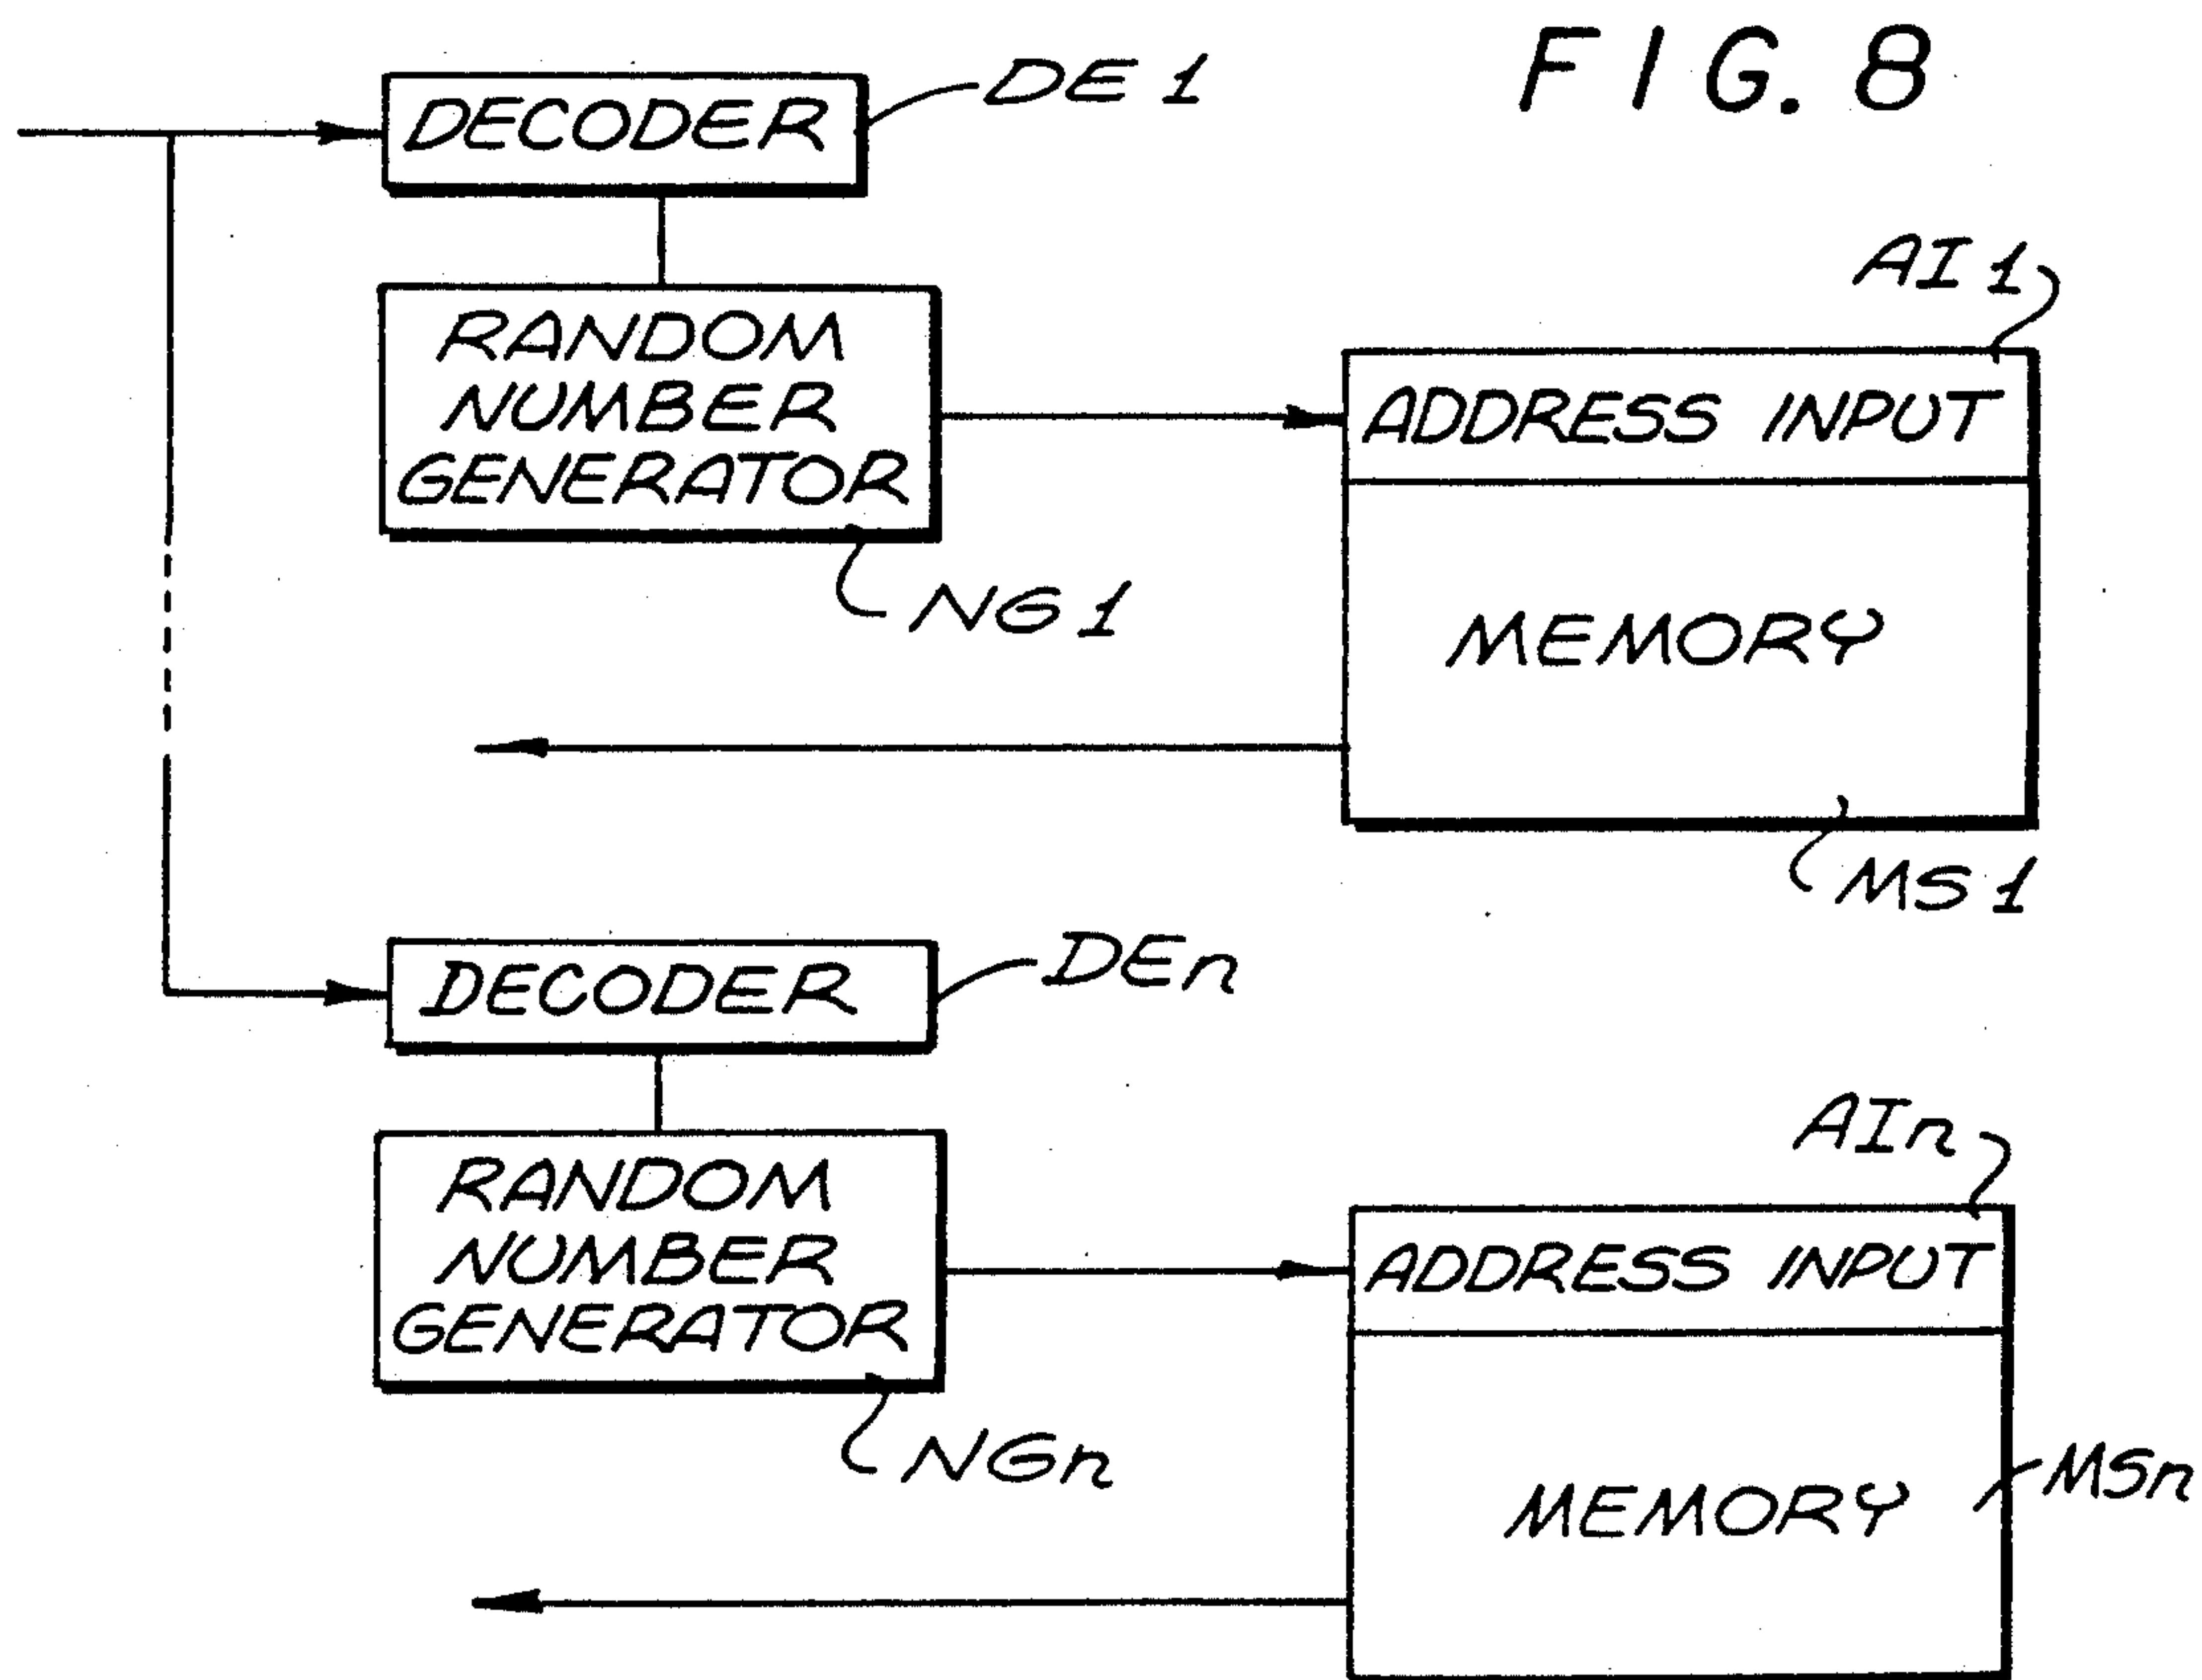 FIG. 8
DECODER
DE 1
RANDOM
NUMBER
GENERATOR
NG 1
AI 1
ADDRESS INPUT
MEMORY
MS 1
DECODER
DEn
RANDOM
NUMBER
GENERATOR
NGn
AIn
ADDRESS INPUT
MEMORY
MSn